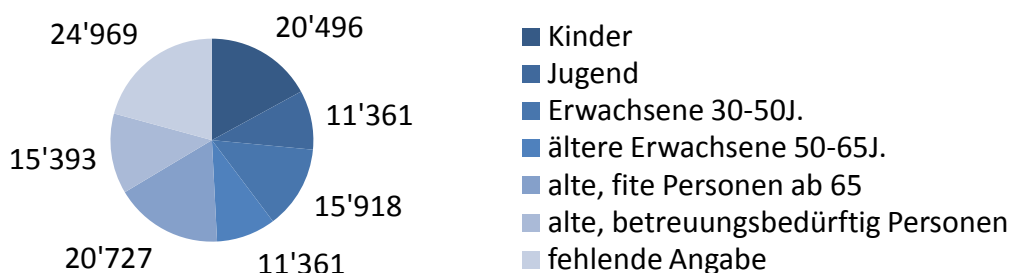 24'969
20'496
11'361
15'393
15'918
20'727
11'361
Kinder
Jugend
Erwachsene 30-50J.
ältere Erwachsene 50-65J.
alte, fite Personen ab 65
alte, betreuungsbedürftig Personen
fehlende Angabe